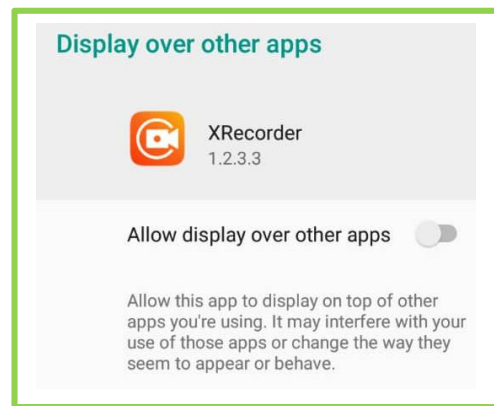 Display over other apps
XRecorder
1.2.3.3
Allow display over other apps
Allow this app to display on top of other
apps you're using. It may interfere with your
use of those apps or change the way they
seem to appear or behave.